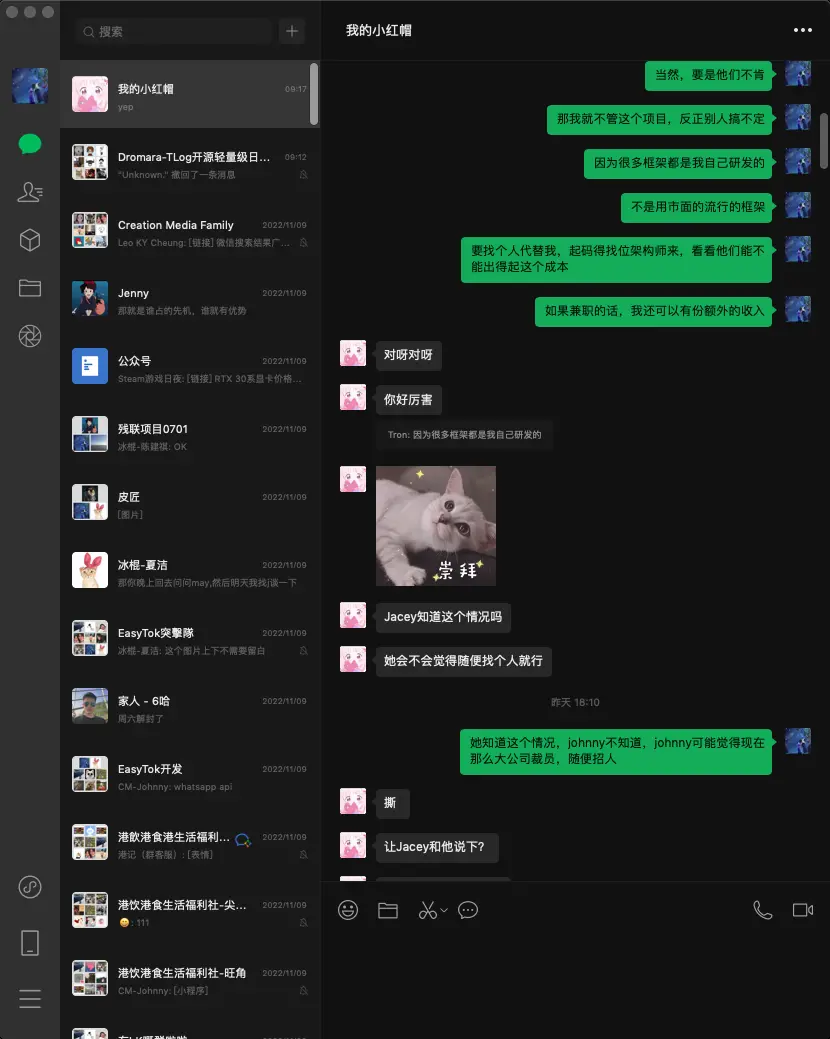 搜索
我的小红帽
09:17
yep
Dromara-TLog开源轻量级日...
09:12
"Unknown." 撤回了一条消息
Creation Media Family
2022/11/09
Leo KY Cheung: [链接] 微信搜索结果广...
Jenny
2022/11/09
那就是谁占的先机，谁就有优势
公众号
2022/11/09
Steam游戏日夜: [链接] RTX 30系显卡价格...
残联项目0701
2022/11/09
冰棍-陈建祺: OK
皮匠
2022/11/09
[图片]
冰棍-夏洁
2022/11/09
那你晚上回去问问may,然后明天我找j谈一下
EasyTok突擊隊
2022/11/09
冰棍-夏洁: 这个图片上下不需要留白
家人 - 6哈
2022/11/09
周六解封了
EasyTok开发
2022/11/09
CM-Johnny: whatsapp api
港飲港食港生活福利...
2022/11/09
港记（群客服）: [表情]
港饮港食港生活福利社-尖...
2022/11/09
😀: 111
港饮港食港生活福利社-旺角
2022/11/09
CM-Johnny: [小程序]
我的小红帽
当然，要是他们不肯
那我就不管这个项目，反正别人搞不定
因为很多框架都是我自己研发的
不是用市面的流行的框架
要找个人代替我，起码得找位架构师来，看看他们能不
能出得起这个成本
如果兼职的话，我还可以有份额外的收入
对呀对呀
你好厉害
Tron: 因为很多框架都是我自己研发的
崇拜
Jacey知道这个情况吗
她会不会觉得随便找个人就行
昨天 18:10
她知道这个情况，johnny不知道，johnny可能觉得现在
那么大公司裁员，随便招人
撕
让Jacey和他说下?